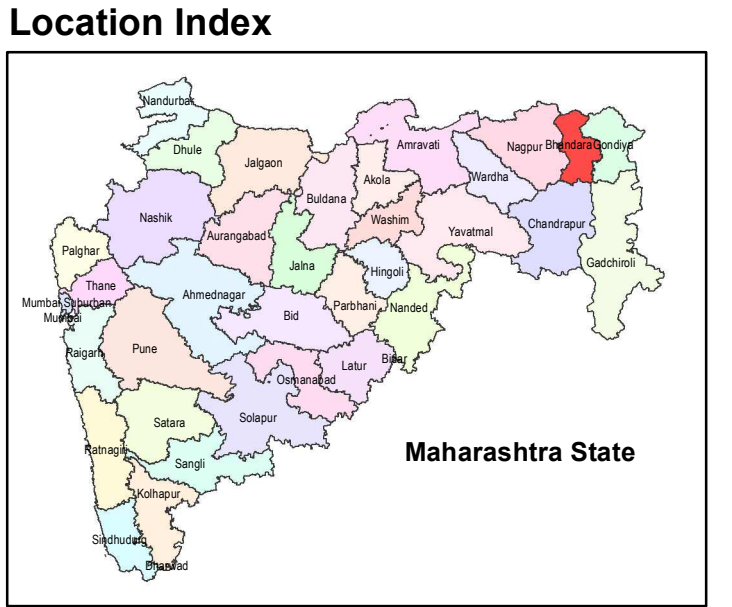 Location Index
Nandurbar
Dhule
Jalgaon
Amravati
Nagpur
Bhandara
Gondiya
Akola
Wardha
Buldana
Nashik
Washim
Aurangabad
Yavatmal
Chandrapur
Palghar
Jalna
Hingoli
Gadchiroli
Thane
Ahmednagar
Mumbai Suburban
Mumbai
Parbhani
Nanded
Bid
Raigarh
Pune
Bidar
Latur
Osmanabad
Satara
Solapur
Ratnagiri
Maharashtra State
Sangli
Kolhapur
Sindhudurg
Dharwad